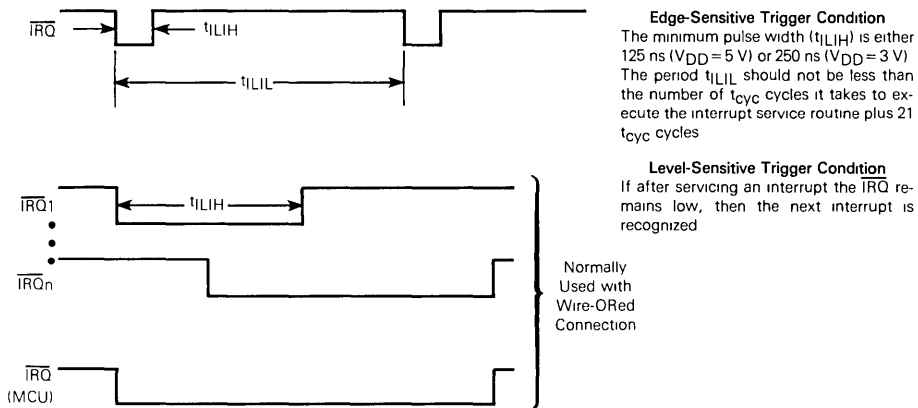 IRQ
tILIH
tILIL
Edge-Sensitive Trigger Condition
The minimum pulse width (tILIH) is either
125 ns (VDD = 5 V) or 250 ns (VDD = 3 V)
The period tILIL should not be less than
the number of tcyc cycles it takes to ex-
ecute the interrupt service routine plus 21
tcyc cycles
Level-Sensitive Trigger Condition
If after servicing an interrupt the IRQ re-
mains low, then the next interrupt is
recognized
IRQ1
tILIH
IRQn
Normally
Used with
Wire-ORed
Connection
IRQ
(MCU)